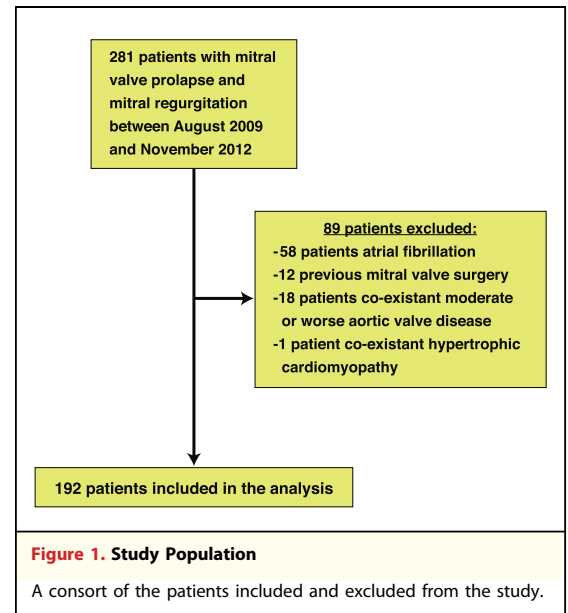 281 patients with mitral
valve prolapse and
mitral regurgitation
between August 2009
and November 2012
89 patients excluded:
-58 patients atrial fibrillation
-12 previous mitral valve surgery
-18 patients co-existant moderate
or worse aortic valve disease
-1 patient co-existant hypertrophic
cardiomyopathy
192 patients included in the analysis
Figure 1. Study Population
A consort of the patients included and excluded from the study.